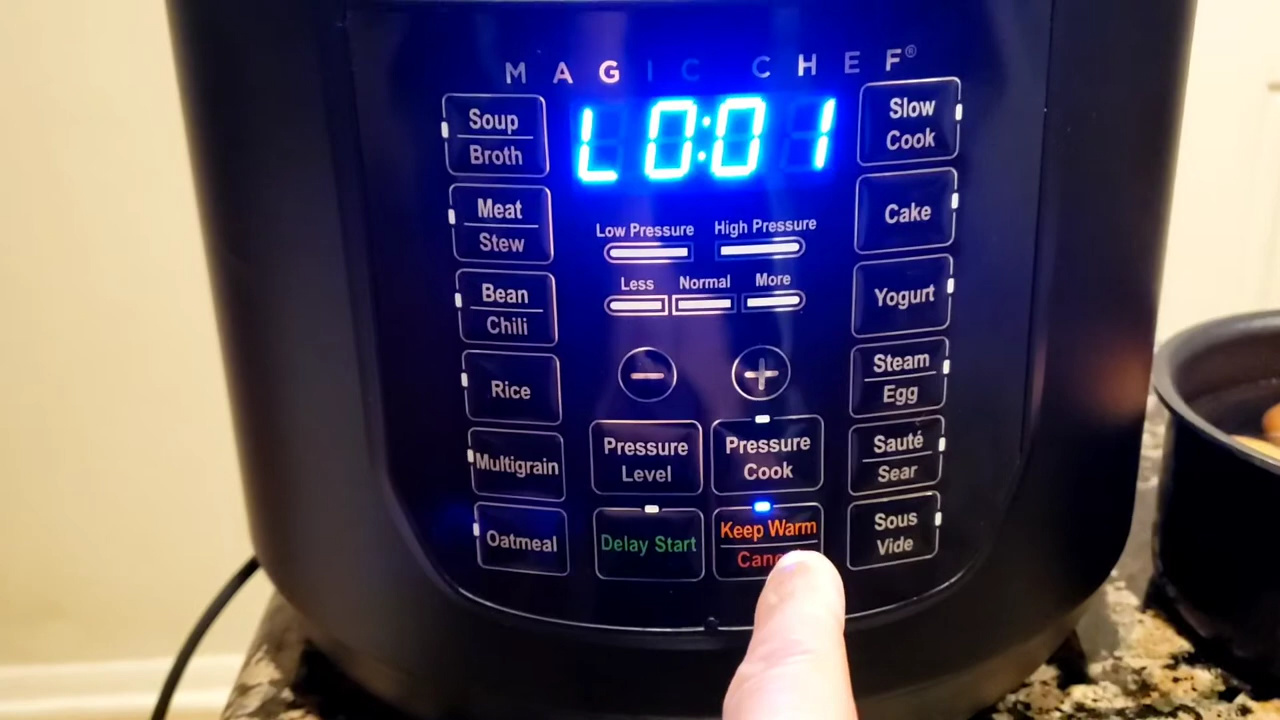 MAGIC CHEF®
L0:01
Soup
Broth
Meat
Stew
Bean
Chili
Rice
Multigrain
Oatmeal
Low Pressure
High Pressure
Less
Normal
More
−
+
Pressure
Level
Pressure
Cook
Delay Start
Keep Warm
Slow
Cook
Cake
Yogurt
Steam
Egg
Sauté
Sear
Sous
Vide